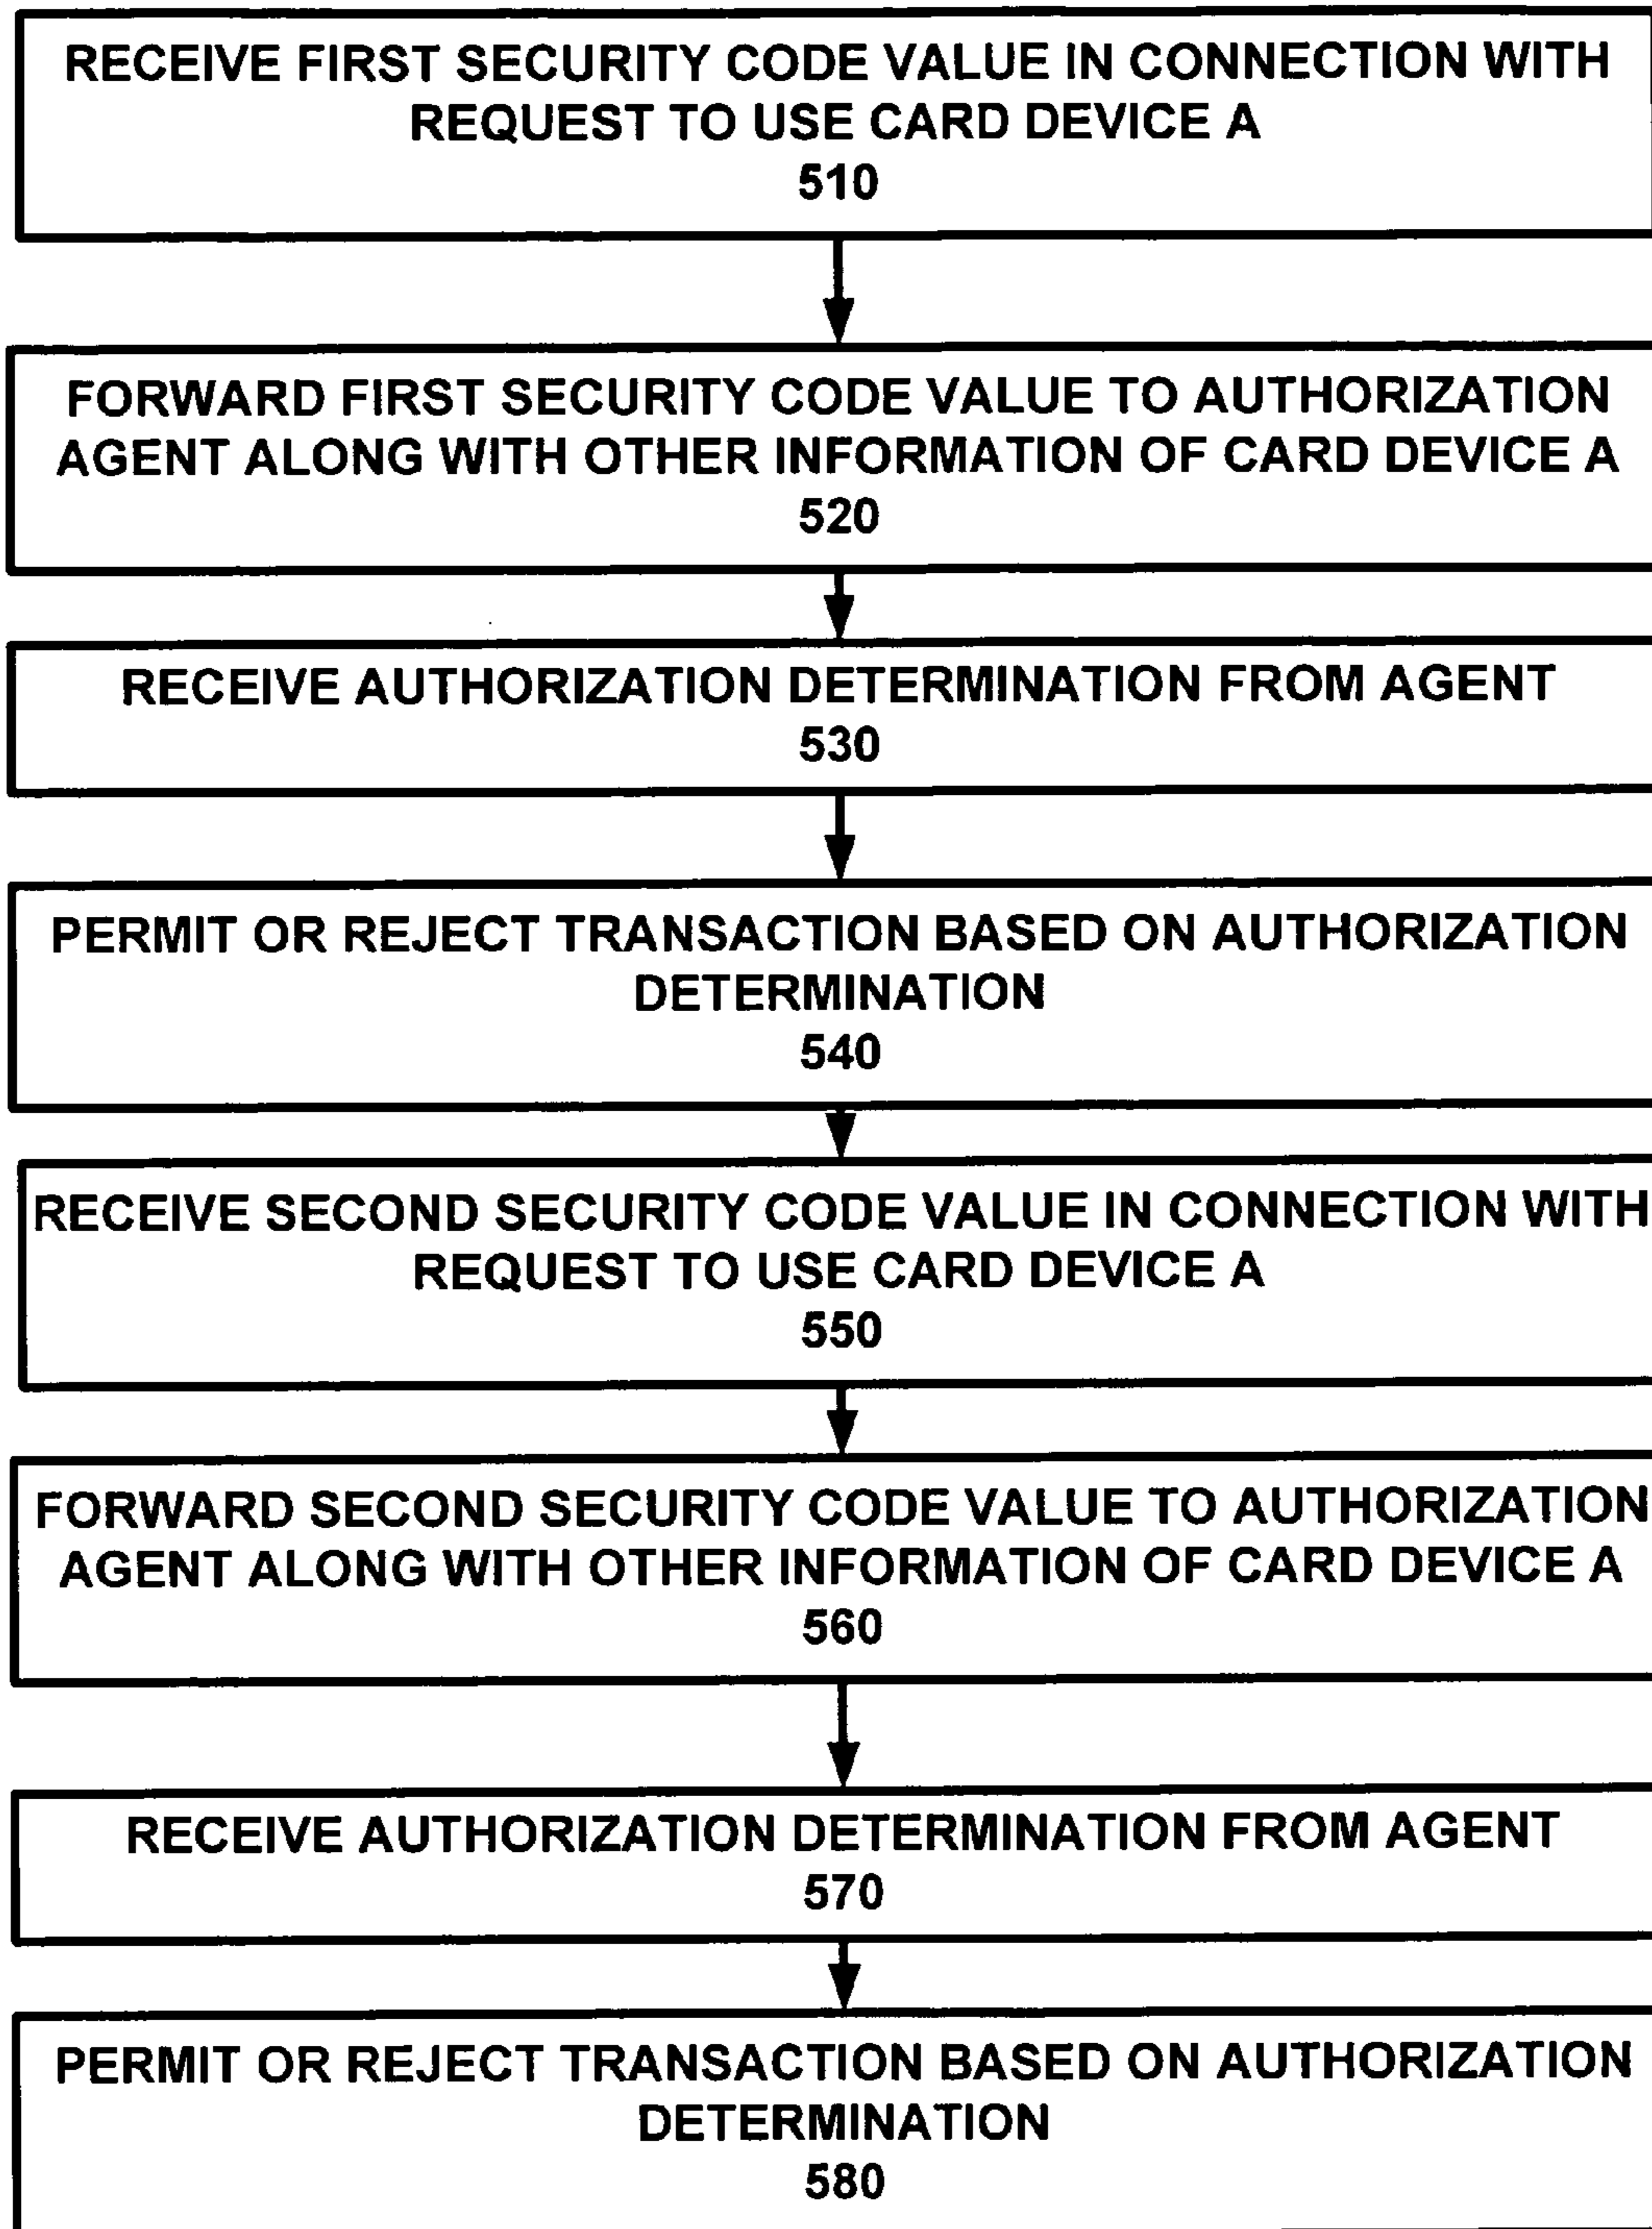 RECEIVE FIRST SECURITY CODE VALUE IN CONNECTION WITH
REQUEST TO USE CARD DEVICE A
510
FORWARD FIRST SECURITY CODE VALUE TO AUTHORIZATION
AGENT ALONG WITH OTHER INFORMATION OF CARD DEVICE A
520
RECEIVE AUTHORIZATION DETERMINATION FROM AGENT
530
PERMIT OR REJECT TRANSACTION BASED ON AUTHORIZATION
DETERMINATION
540
RECEIVE SECOND SECURITY CODE VALUE IN CONNECTION WITH
REQUEST TO USE CARD DEVICE A
550
FORWARD SECOND SECURITY CODE VALUE TO AUTHORIZATION
AGENT ALONG WITH OTHER INFORMATION OF CARD DEVICE A
560
RECEIVE AUTHORIZATION DETERMINATION FROM AGENT
570
PERMIT OR REJECT TRANSACTION BASED ON AUTHORIZATION
DETERMINATION
580